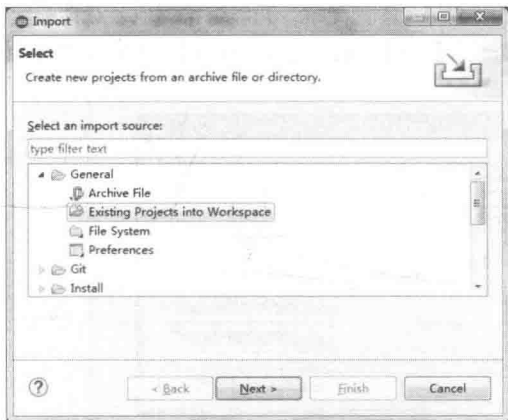 Import
Select
Create new projects from an archive file or directory.
Select an import source:
type filter text
General
Archive File
Existing Projects into Workspace
File System
Preferences
Git
Install
?
< Back
Next >
Finish
Cancel